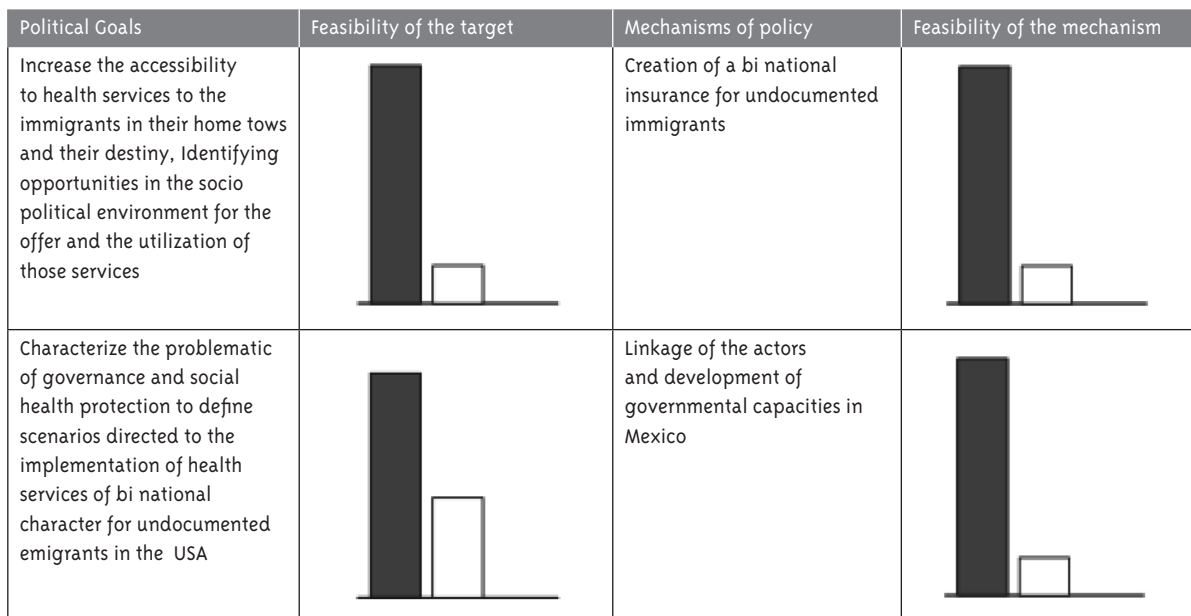 Political Goals
Feasibility of the target
Mechanisms of policy
Feasibility of the mechanism
Increase the accessibility
to health services to the
immigrants in their home tows
and their destiny, Identifying
opportunities in the socio
political environment for the
offer and the utilization of
those services
Creation of a bi national
insurance for undocumented
immigrants
Characterize the problematic
of governance and social
health protection to define
scenarios directed to the
implementation of health
services of bi national
character for undocumented
emigrants in the USA
Linkage of the actors
and development of
governmental capacities in
Mexico